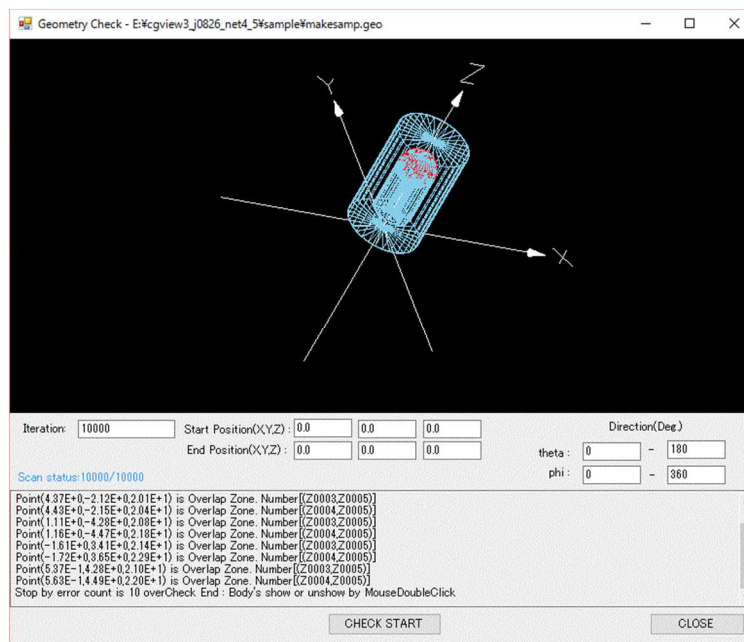 Geometry Check - E:¥cgview3_j0826_net4_5¥sample¥makesamp.geo
Y
Z
X
Iteration: 10000 Start Position(X,Y,Z) : 0.0 0.0 0.0 Direction(Deg.)
End Position(X,Y,Z) : 0.0 0.0 0.0 theta : 0 - 180
Scan status:10000/10000 phi : 0 - 360
Point(4.37E+0,-2.12E+0,2.01E+1) is Overlap Zone. Number[(Z0003,Z0005)]
Point(4.43E+0,-2.15E+0,2.04E+1) is Overlap Zone. Number[(Z0004,Z0005)]
Point(1.11E+0,-4.28E+0,2.08E+1) is Overlap Zone. Number[(Z0003,Z0005)]
Point(1.16E+0,-4.47E+0,2.18E+1) is Overlap Zone. Number[(Z0004,Z0005)]
Point(-1.61E+0,3.41E+0,2.14E+1) is Overlap Zone. Number[(Z0003,Z0005)]
Point(-1.72E+0,3.65E+0,2.29E+1) is Overlap Zone. Number[(Z0004,Z0005)]
Point(5.37E-1,4.28E+0,2.10E+1) is Overlap Zone. Number[(Z0003,Z0005)]
Point(5.63E-1,4.49E+0,2.20E+1) is Overlap Zone. Number[(Z0004,Z0005)]
Stop by error count is 10 overCheck End : Body's show or unshow by MouseDoubleClick
CHECK START CLOSE